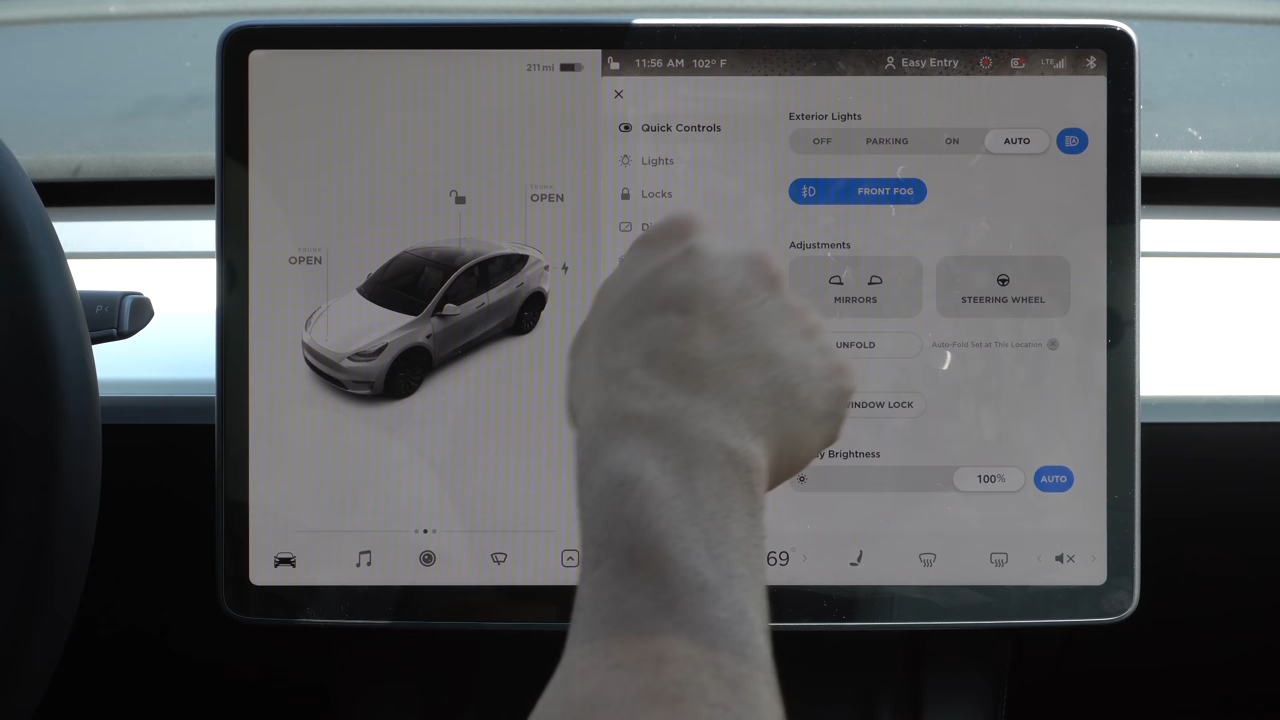 211 mi
11:56 AM 102° F Easy Entry LTE
Quick Controls
Lights
Locks
TRUNK
OPEN
TRUNK
OPEN
Exterior Lights
OFF PARKING ON AUTO
FRONT FOG
Adjustments
MIRRORS STEERING WHEEL
UNFOLD Auto-Fold Set at This Location
WINDOW LOCK
Brightness
100% AUTO
69
P <